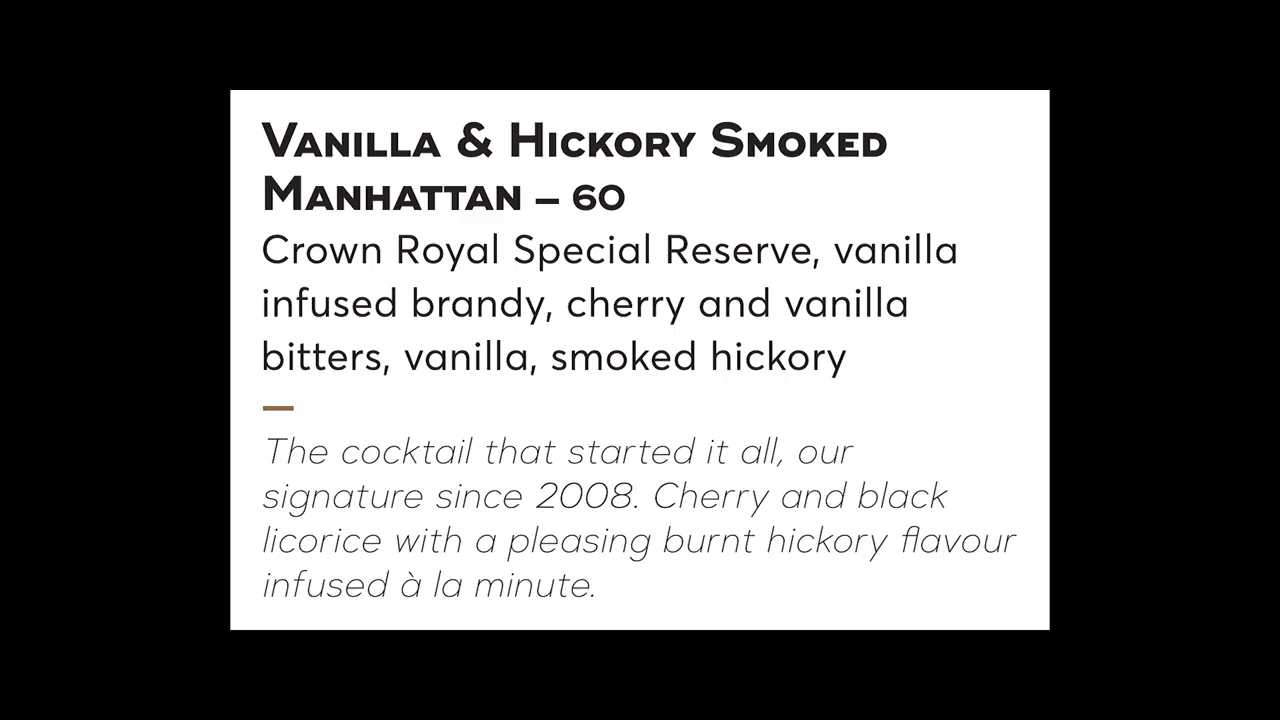 Vanilla & Hickory Smoked
Manhattan – 60
Crown Royal Special Reserve, vanilla
infused brandy, cherry and vanilla
bitters, vanilla, smoked hickory
The cocktail that started it all, our
signature since 2008. Cherry and black
licorice with a pleasing burnt hickory flavour
infused à la minute.